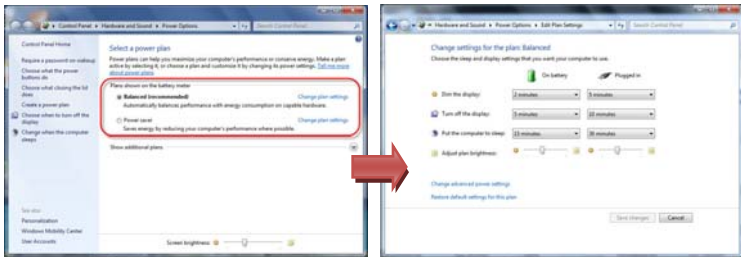 Control Panel ▸ Hardware and Sound ▸ Power Options
Search Control Panel
Control Panel Home
Require a password on wakeup
Choose what the power
buttons do
Choose what closing the lid
does
Create a power plan
Choose when to turn off the
display
Change when the computer
sleeps
See also
Personalization
Windows Mobility Center
User Accounts
Select a power plan
Power plans can help you maximize your computer's performance or conserve energy. Make a plan
active by selecting it, or choose a plan and customize it by changing its power settings. Tell me more
about power plans
Plans shown on the battery meter
Balanced (recommended) Change plan settings
Automatically balances performance with energy consumption on capable hardware.
Power saver Change plan settings
Saves energy by reducing your computer's performance where possible.
Show additional plans
Screen brightness:
Hardware and Sound ▸ Power Options ▸ Edit Plan Settings
Search Control Panel
Change settings for the plan: Balanced
Choose the sleep and display settings that you want your computer to use.
On battery Plugged in
Dim the display: 2 minutes 5 minutes
Turn off the display: 5 minutes 10 minutes
Put the computer to sleep: 15 minutes 30 minutes
Adjust plan brightness:
Change advanced power settings
Restore default settings for this plan
Save changes Cancel